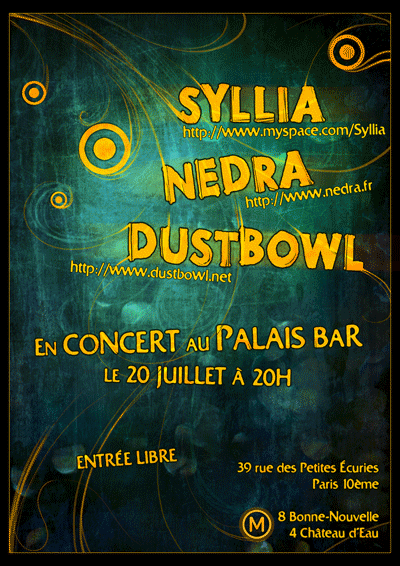 SYLLIA
http://www.myspace.com/Syllia
NEDRA
http://www.nedra.fr
DUSTBOWL
http://www.dustbowl.net
EN CONCERT AU PALAIS BAR
LE 20 JUILLET À 20H
ENTRÉE LIBRE
39 rue des Petites Écuries
Paris 10ème
M
8 Bonne-Nouvelle
4 Château d'Eau